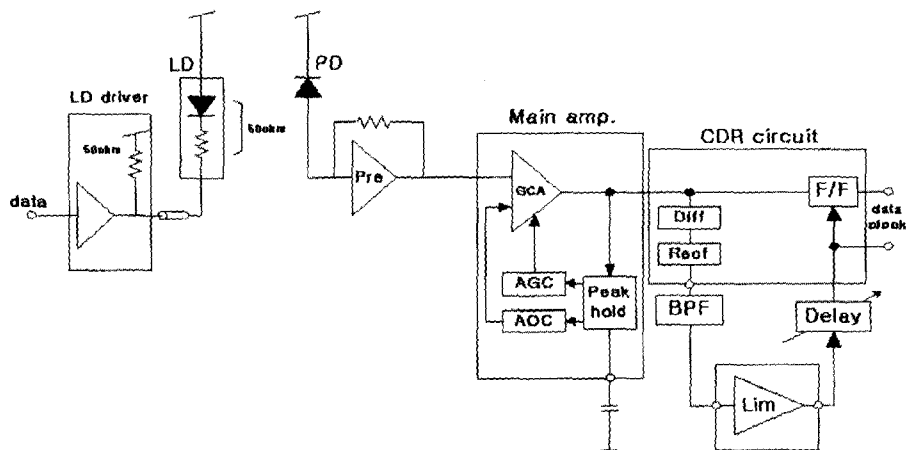 LD
LD driver
50ohm
50ohm
data
PD
Pre
Main amp.
GCA
AGC
AOC
Peak
hold
CDR circuit
F/F
Diff
Recf
data
clock
BPF
Delay
Lim